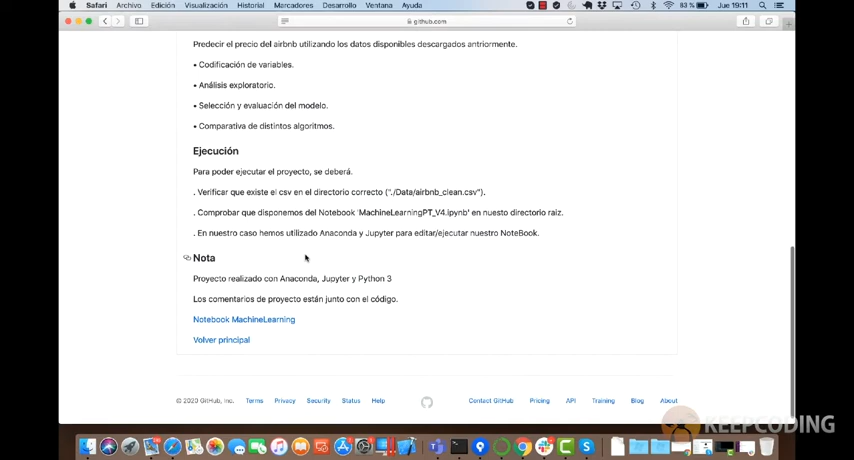 Safari Archivo Edición Visualización Historial Marcadores Desarrollo Ventana Ayuda 83 % Jue 19:11
github.com
Predecir el precio del airbnb utilizando los datos disponibles descargados antriormente.
• Codificación de variables.
• Análisis exploratorio.
• Selección y evaluación del modelo.
• Comparativa de distintos algoritmos.
Ejecución
Para poder ejecutar el proyecto, se deberá.
. Verificar que existe el csv en el directorio correcto ("./Data/airbnb_clean.csv").
. Comprobar que disponemos del Notebook 'MachineLearningPT_V4.ipynb' en nuesto directorio raiz.
. En nuestro caso hemos utilizado Anaconda y Jupyter para editar/ejecutar nuestro NoteBook.
Nota
Proyecto realizado con Anaconda, Jupyter y Python 3
Los comentarios de proyecto están junto con el código.
Notebook MachineLearning
Volver principal
© 2020 GitHub, Inc. Terms Privacy Security Status Help Contact GitHub Pricing API Training Blog About
KEEPCODING